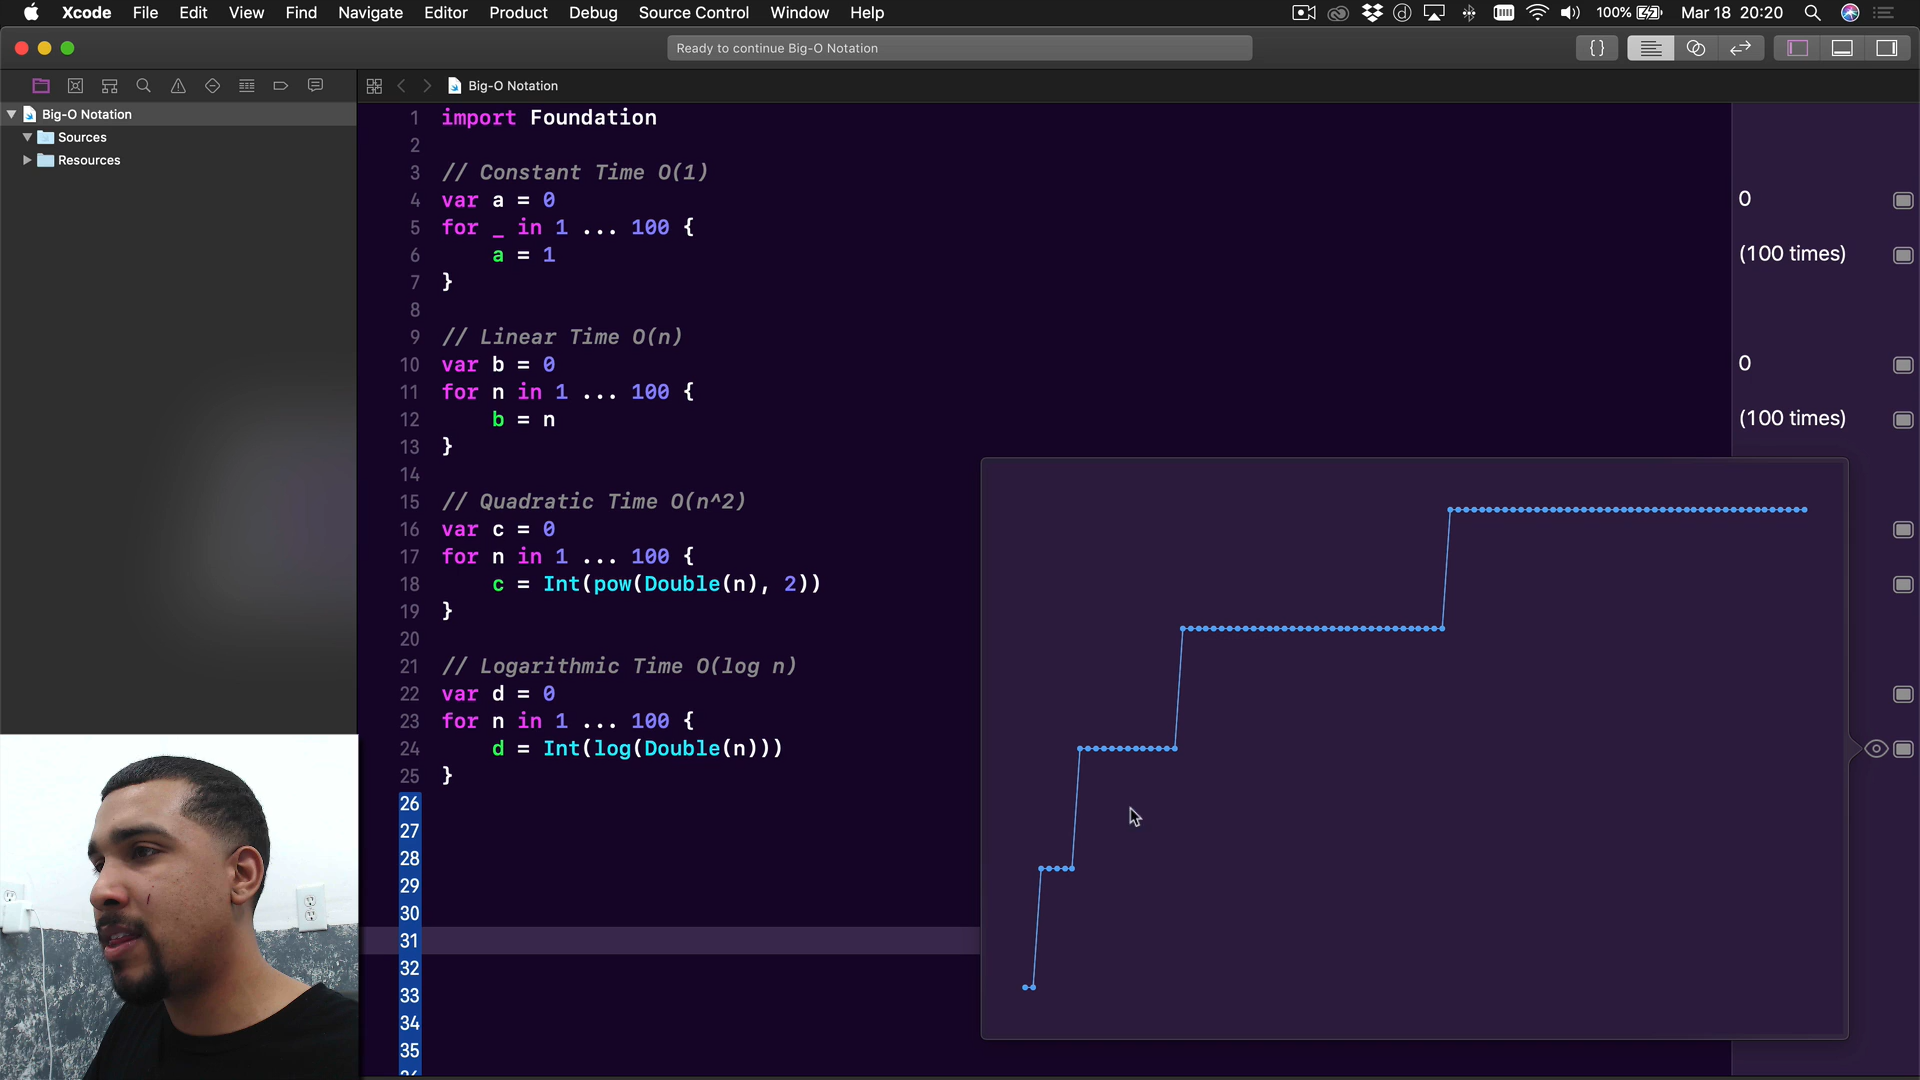 Xcode File Edit View Find Navigate Editor Product Debug Source Control Window Help
100% Mar 18 20:20
Ready to continue Big-O Notation
{}
Big-O Notation
Big-O Notation
Sources
Resources
1 import Foundation
2
3 // Constant Time O(1)
4 var a = 0
0
5 for _ in 1 ... 100 {
6 a = 1
(100 times)
7 }
8
9 // Linear Time O(n)
10 var b = 0
0
11 for n in 1 ... 100 {
12 b = n
(100 times)
13 }
14
15 // Quadratic Time O(n^2)
16 var c = 0
17 for n in 1 ... 100 {
18 c = Int(pow(Double(n), 2))
19 }
20
21 // Logarithmic Time O(log n)
22 var d = 0
23 for n in 1 ... 100 {
24 d = Int(log(Double(n)))
25 }
26
27
28
29
30
31
32
33
34
35